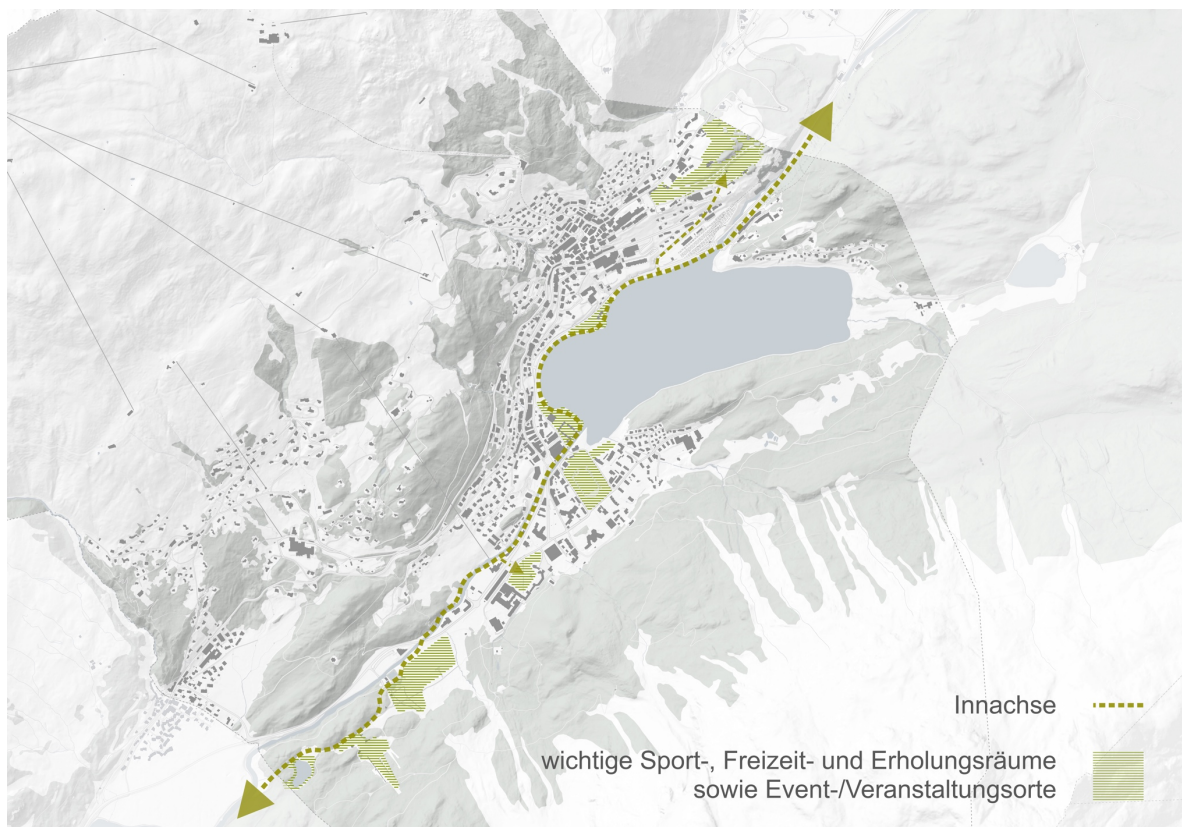 Innachse
wichtige Sport-, Freizeit- und Erholungsräume
sowie Event-/Veranstaltungsorte